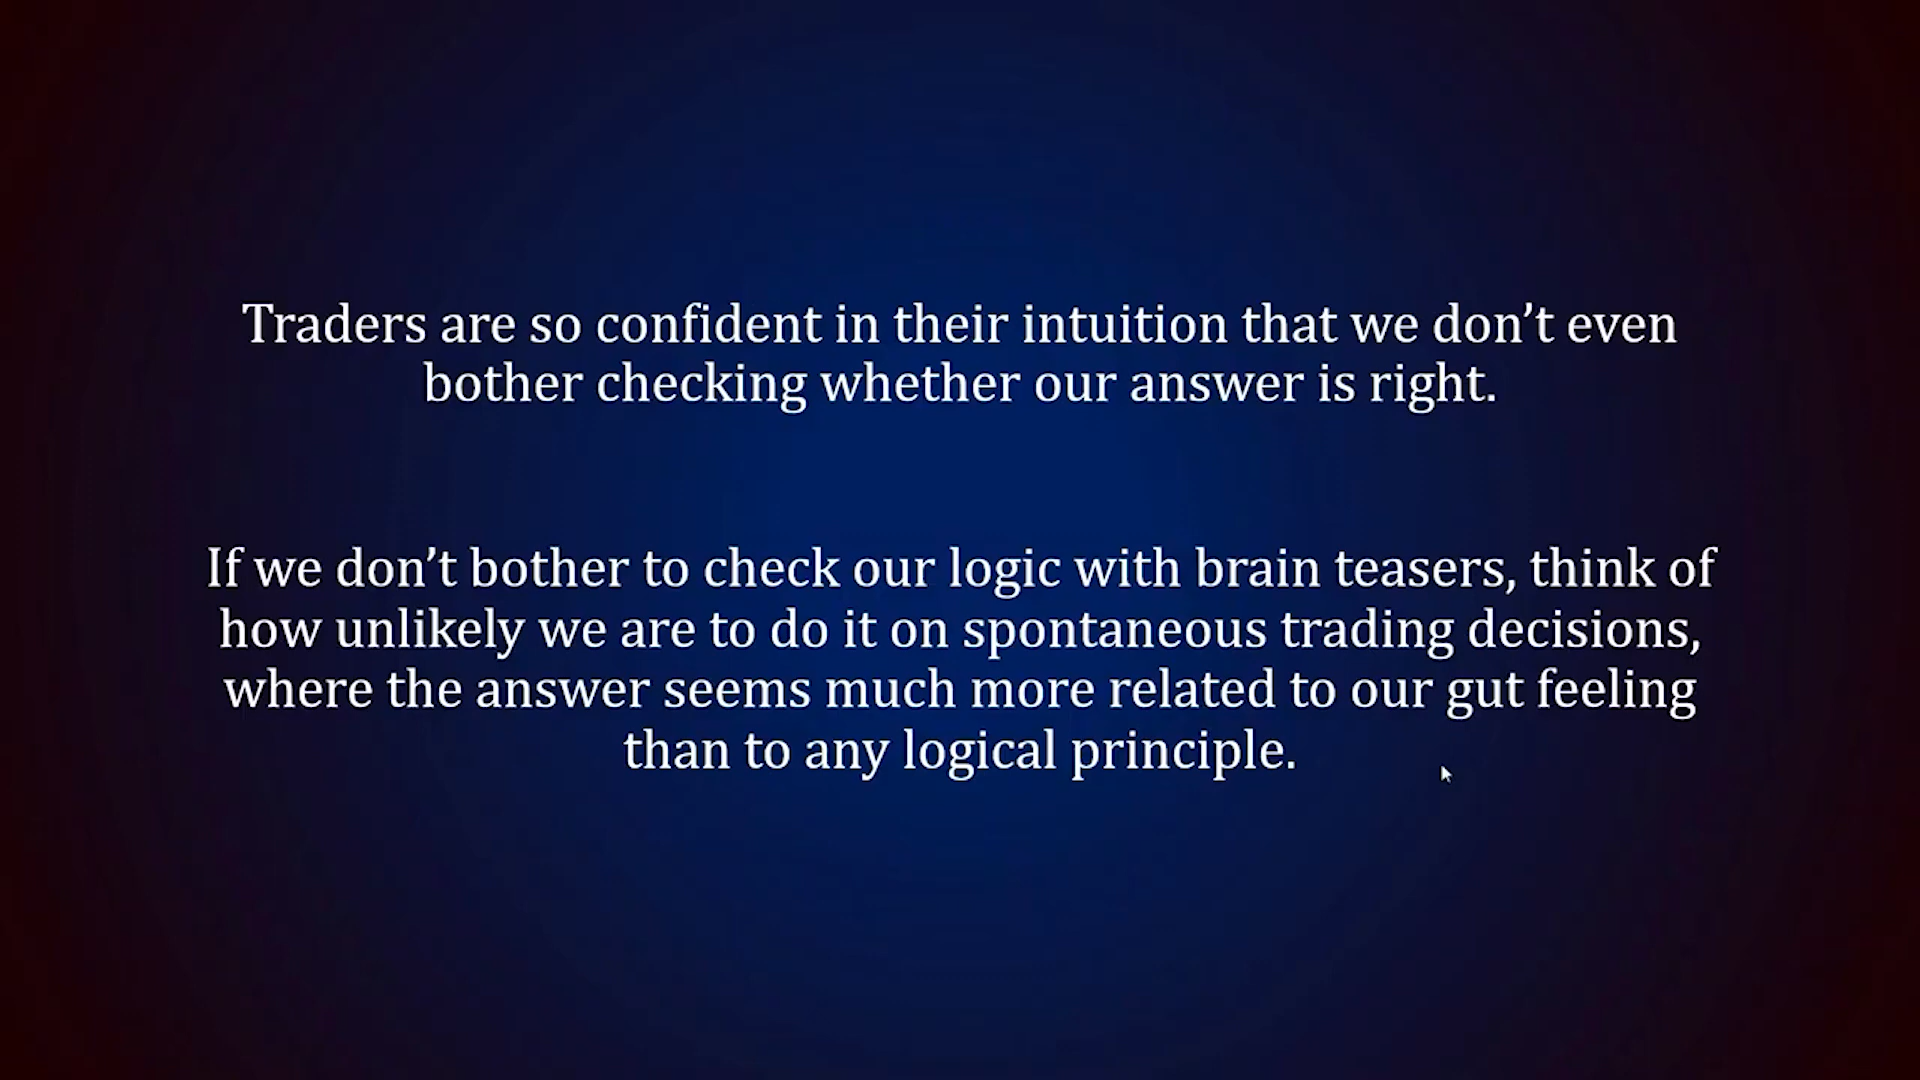 Traders are so confident in their intuition that we don’t even
bother checking whether our answer is right.
If we don’t bother to check our logic with brain teasers, think of
how unlikely we are to do it on spontaneous trading decisions,
where the answer seems much more related to our gut feeling
than to any logical principle.